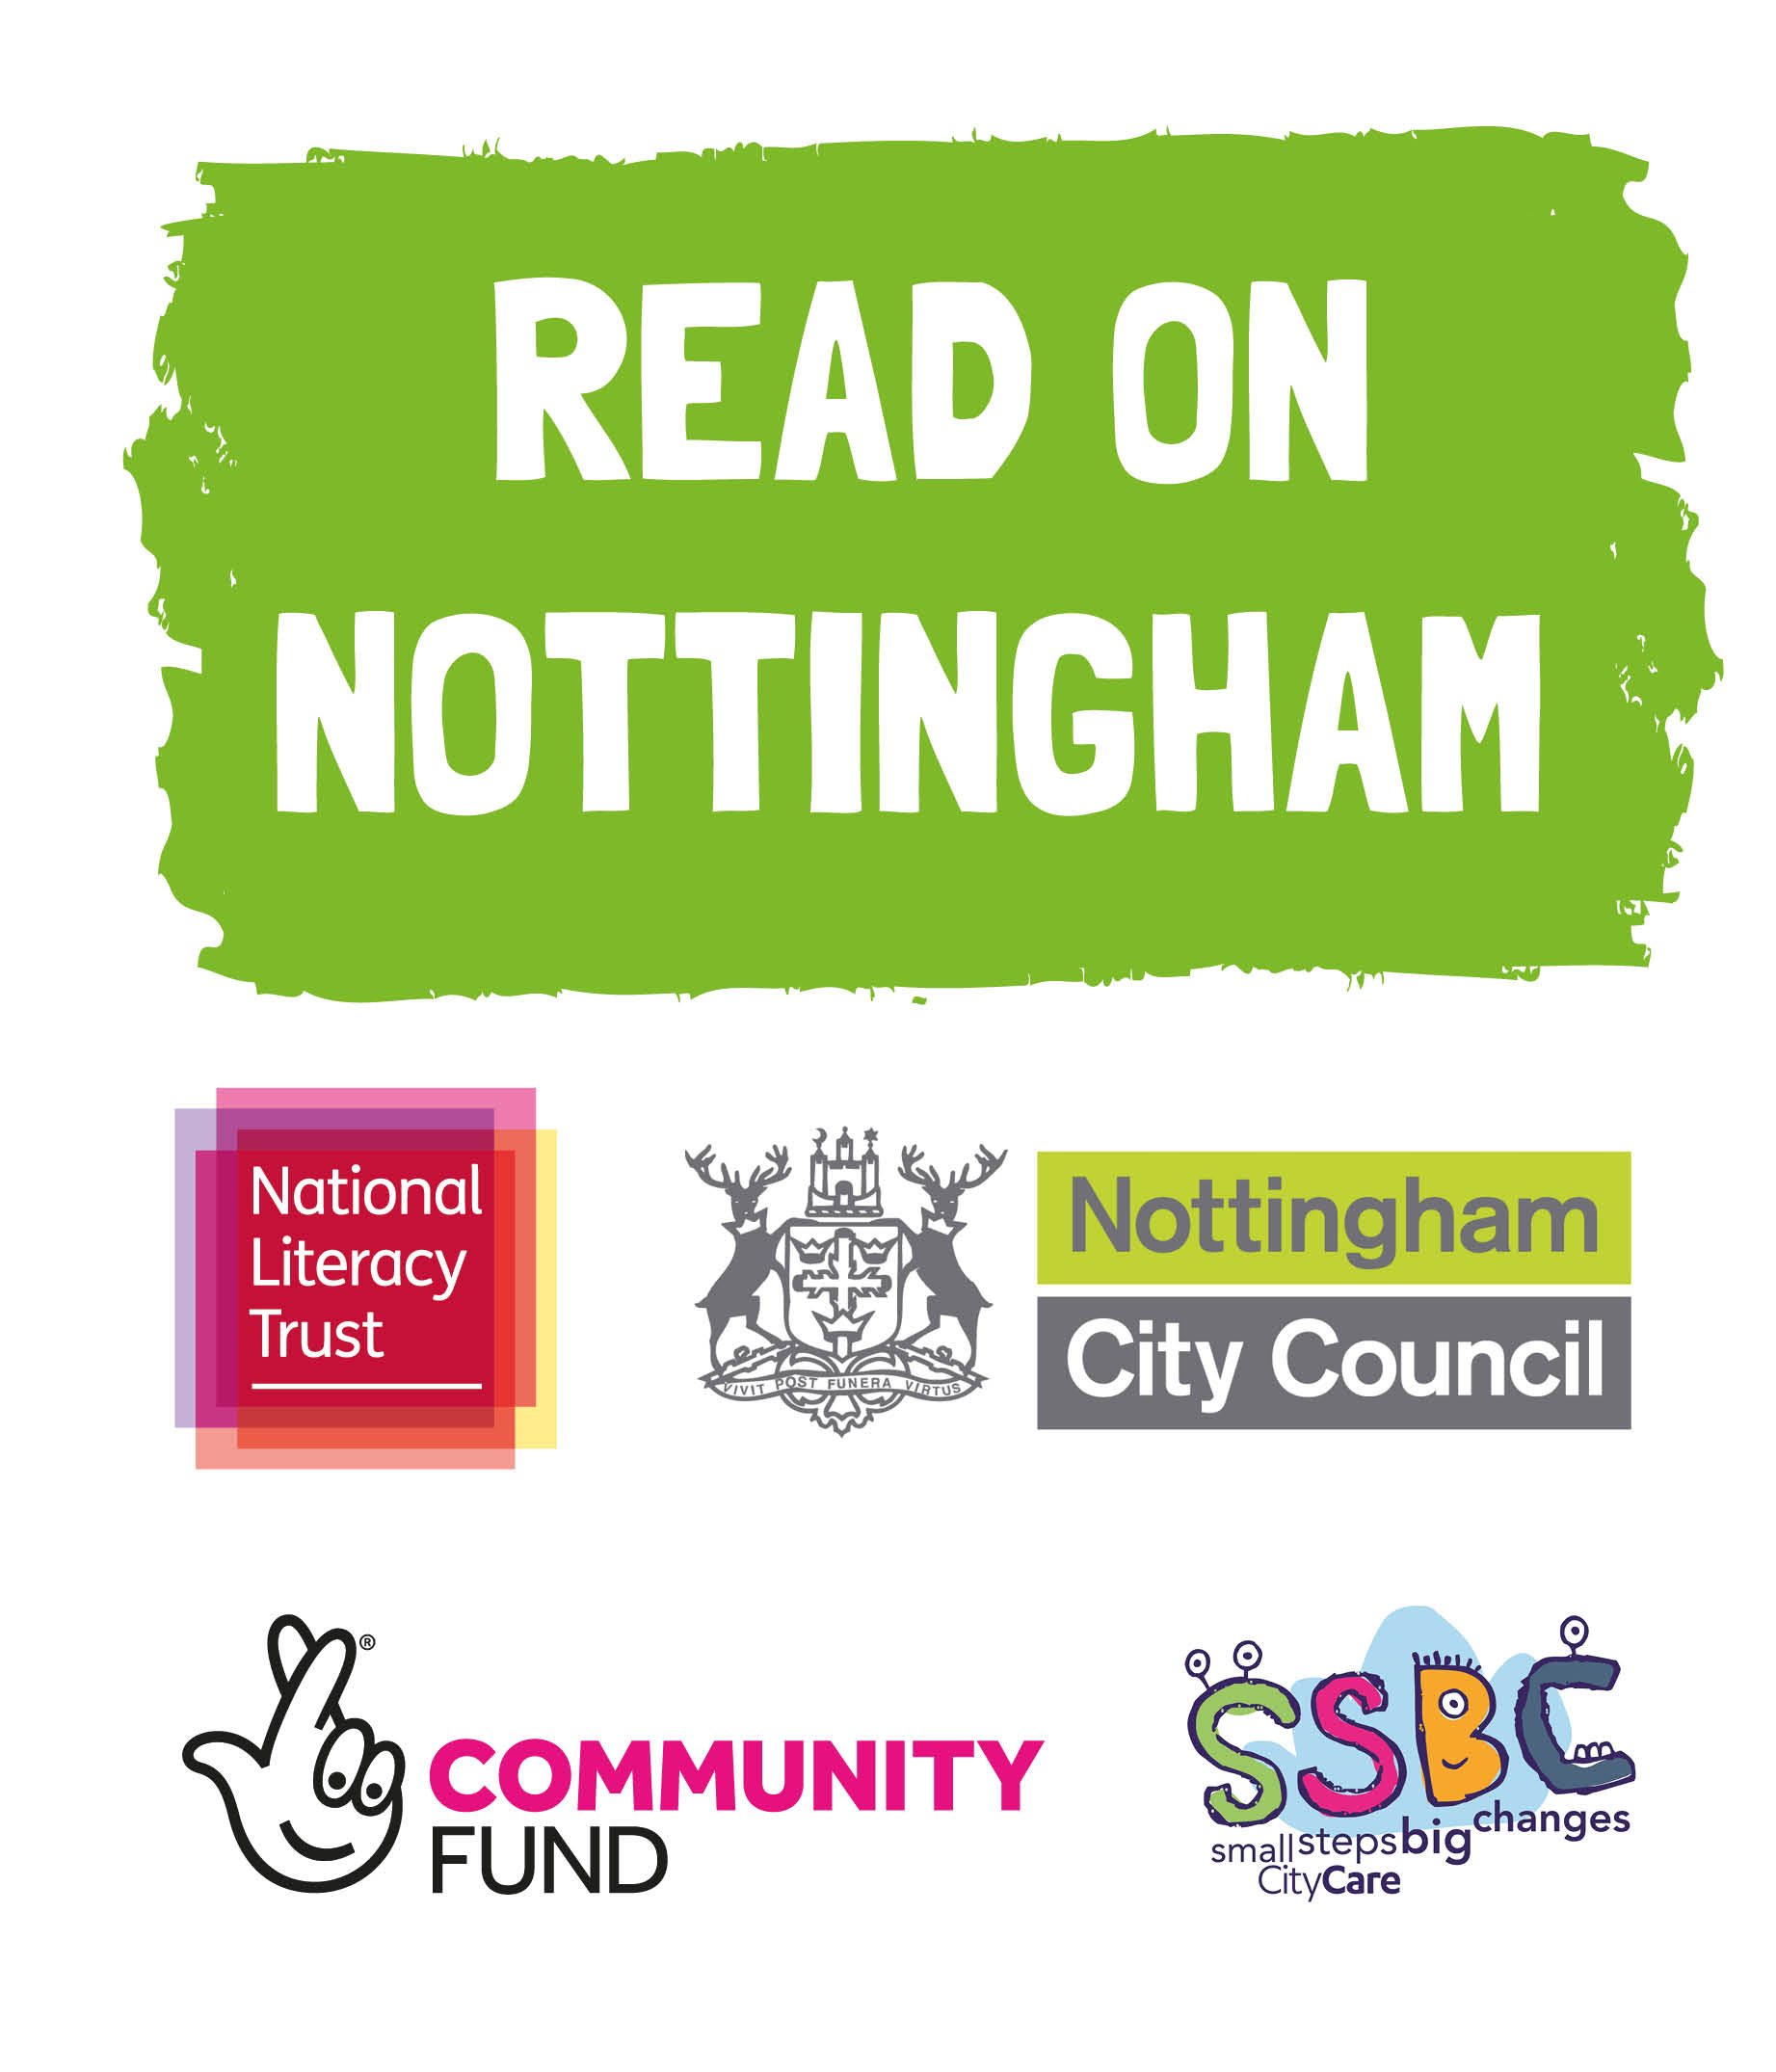 READ ON
NOTTINGHAM
National
Literacy
Trust
VIVIT POST FUNERA VIRTUS
Nottingham
City Council
®
COMMUNITY
FUND
SSBC
small steps big changes
CityCare